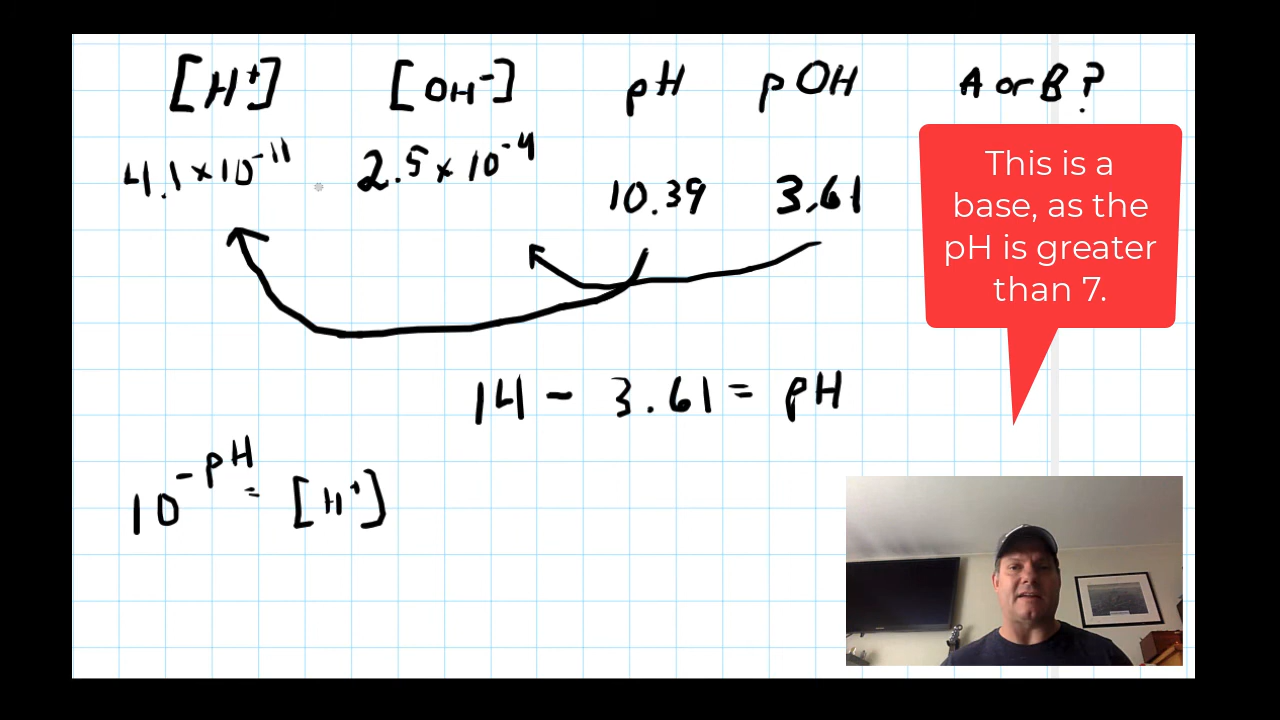 [H⁺] [OH⁻] pH pOH A or B?
4.1 x 10⁻¹¹ 2.5 x 10⁻⁴ 10.39 3.61
This is a
base, as the
pH is greater
than 7.
14 - 3.61 = pH
10^-pH = [H⁺]